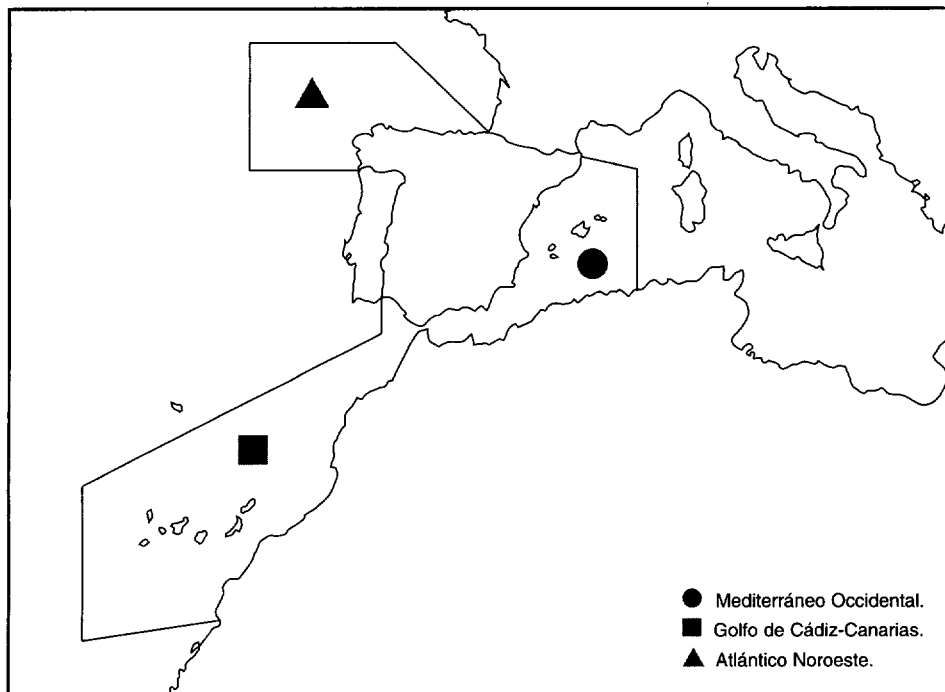 Mediterráneo Occidental.
Golfo de Cádiz-Canarias.
Atlántico Noroeste.